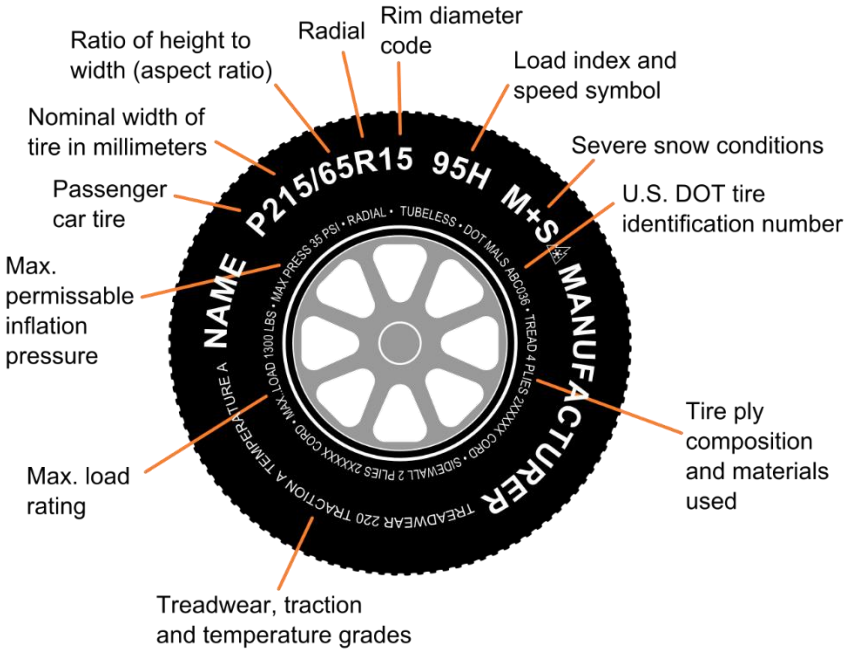 Rim diameter
code
Radial
Ratio of height to
width (aspect ratio)
Load index and
speed symbol
Nominal width of
tire in millimeters
Severe snow conditions
Passenger
car tire
U.S. DOT tire
identification number
Max.
permissable
inflation
pressure
Tire ply
composition
and materials
used
Max. load
rating
Treadwear, traction
and temperature grades
NAME P215/65R15 95H M+S MANUFACTURER
TREADWEAR 220 TRACTION A TEMPERATURE A
MAX. LOAD 1300 LBS • MAX PRESS 35 PSI • RADIAL • TUBELESS • DOT MALS ABC036 • TREAD 4 PLIES 2XXXXX CORD • SIDEWALL 2 PLIES 2XXXXX CORD •